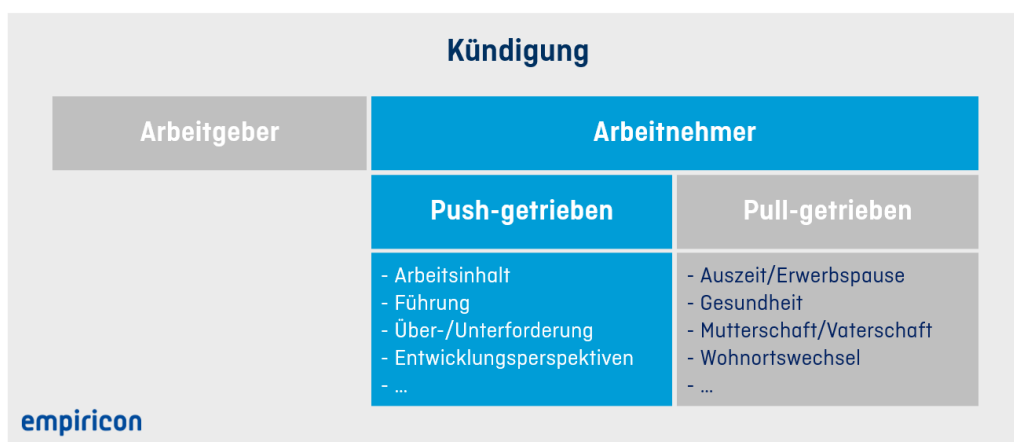 Kündigung
Arbeitgeber
Arbeitnehmer
Push-getrieben
Pull-getrieben
- Arbeitsinhalt
- Führung
- Über-/Unterforderung
- Entwicklungsperspektiven
- ...
- Auszeit/Erwerbspause
- Gesundheit
- Mutterschaft/Vaterschaft
- Wohnortswechsel
- ...
empiricon